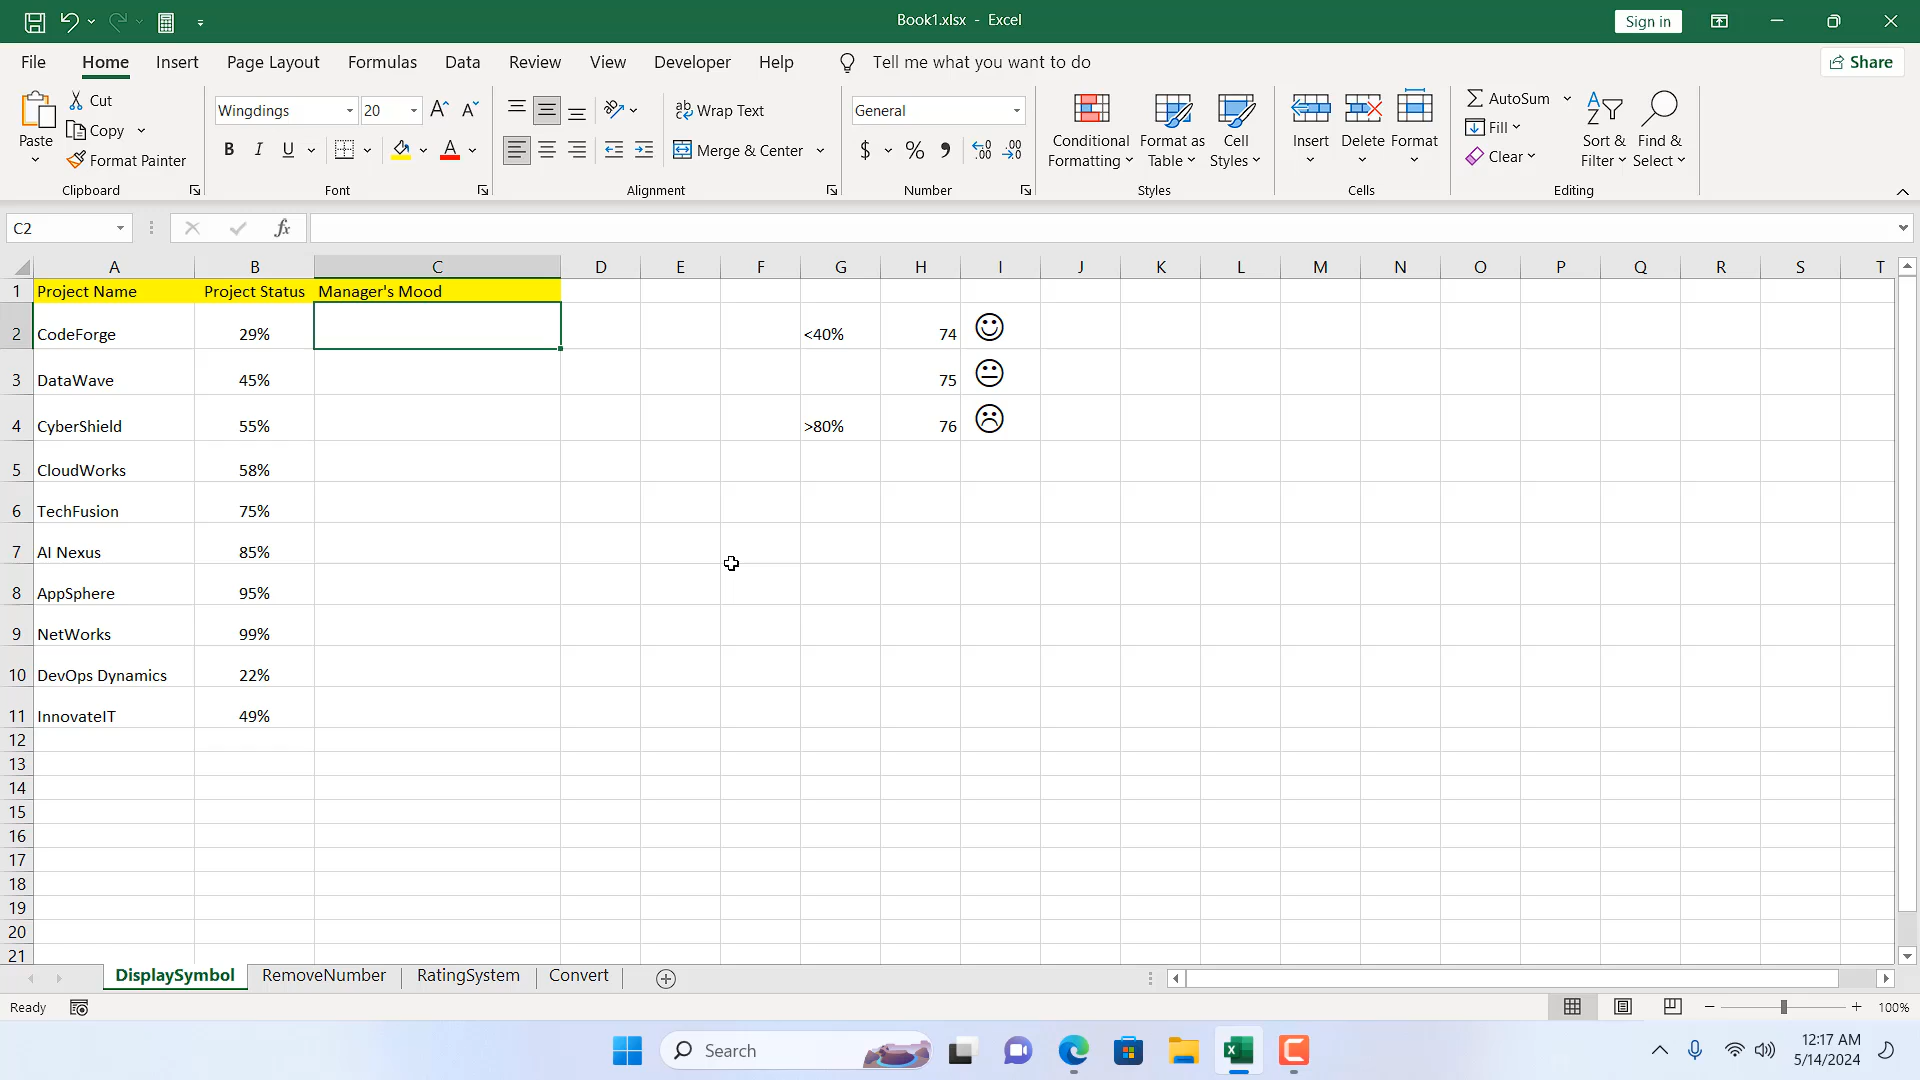 Book1.xlsx - Excel
Sign in
File Home Insert Page Layout Formulas Data Review View Developer Help Tell me what you want to do Share
Paste
Cut
Copy
Format Painter
Clipboard
Wingdings 20
B I U A
Font
Wrap Text
Merge & Center
Alignment
General
$ % 9
Number
Conditional Formatting
Format as Table
Cell Styles
Styles
Insert Delete Format
Cells
AutoSum
Fill
Clear
Sort & Filter
Find & Select
Editing
C2 fx
A B C D E F G H I J K L M N O P Q R S T
1 Project Name Project Status Manager's Mood
2 CodeForge 29% <40% 74
3 DataWave 45% 75
4 CyberShield 55% >80% 76
5 CloudWorks 58%
6 TechFusion 75%
7 AI Nexus 85%
8 AppSphere 95%
9 NetWorks 99%
10 DevOps Dynamics 22%
11 InnovateIT 49%
12
13
14
15
16
17
18
19
20
21
DisplaySymbol RemoveNumber RatingSystem Convert
Ready 100%
Search
12:17 AM
5/14/2024